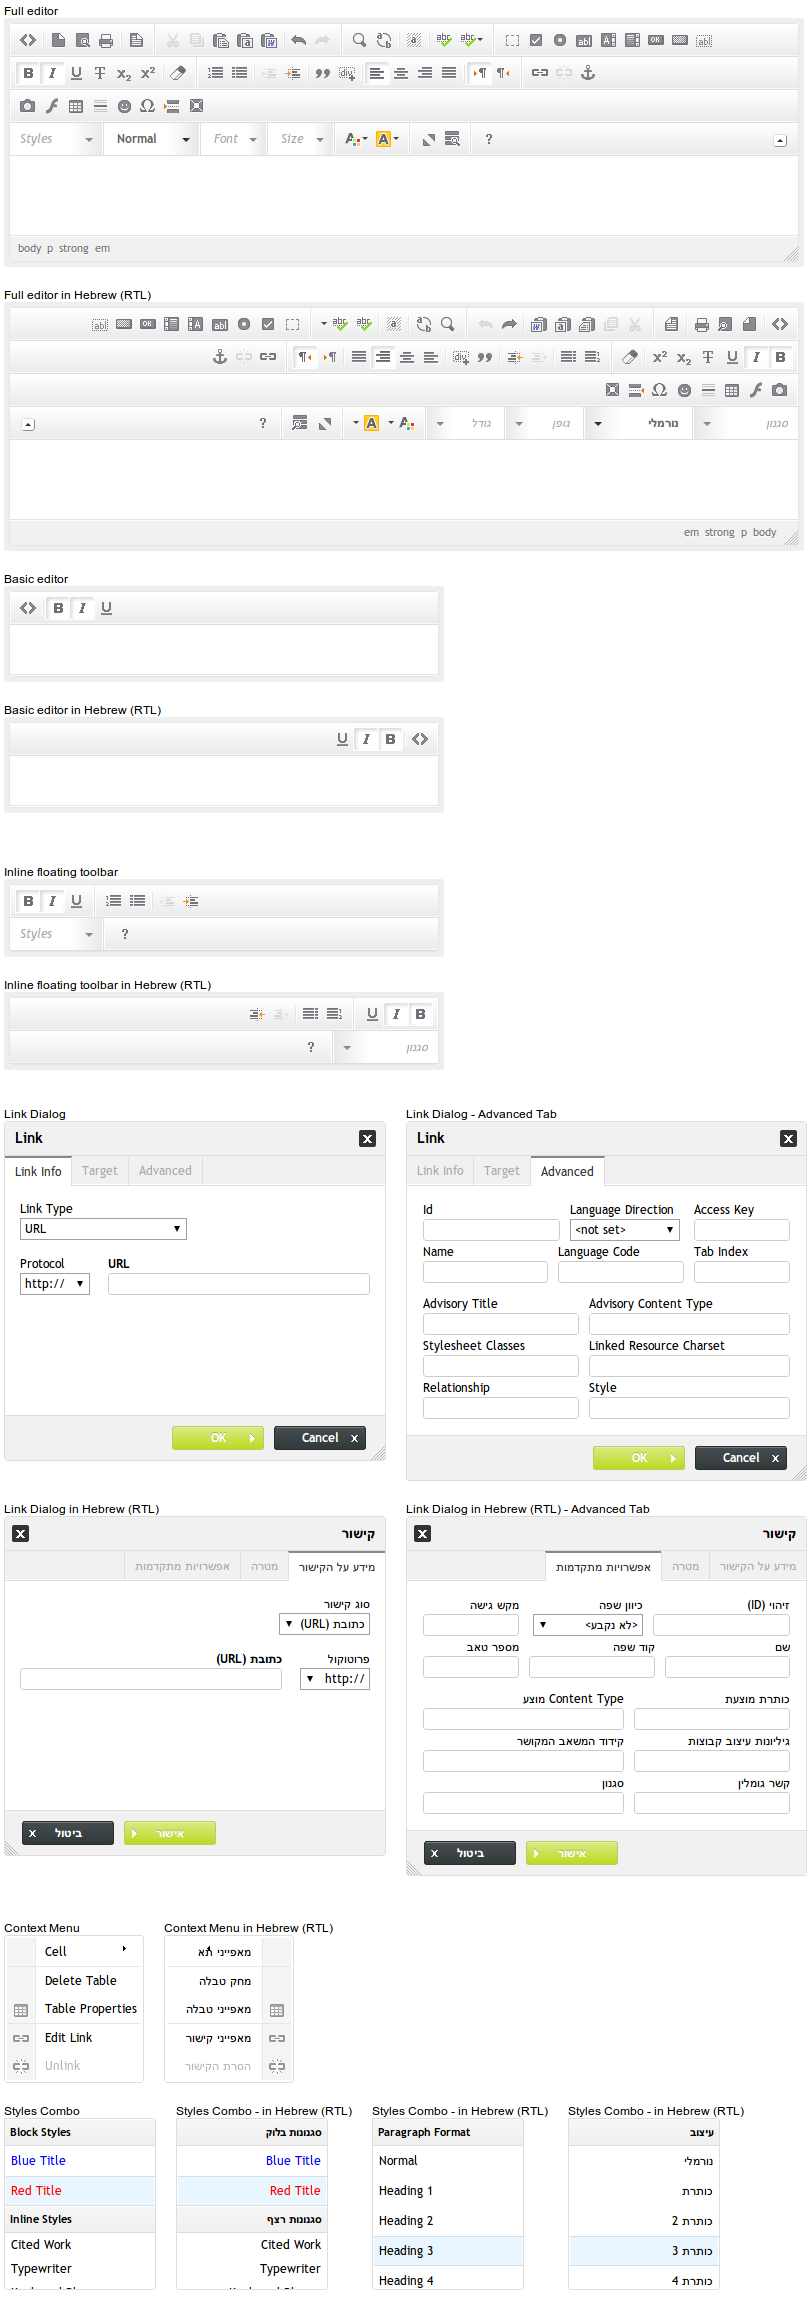 Full editor
B I U T x₂ x²
Styles Normal Font Size A A ?
body p strong em
Full editor in Hebrew (RTL)
x² x₂ T U I B
? A A גודל גופן נורמלי סגנון
em strong p body
Basic editor
B I U
Basic editor in Hebrew (RTL)
U I B
Inline floating toolbar
B I U
Styles ?
Inline floating toolbar in Hebrew (RTL)
U I B
? סגנון
Link Dialog
Link
Link Info Target Advanced
Link Type
URL
Protocol URL
http://
OK Cancel
Link Dialog - Advanced Tab
Link
Link Info Target Advanced
Id Language Direction Access Key
<not set>
Name Language Code Tab Index
Advisory Title Advisory Content Type
Stylesheet Classes Linked Resource Charset
Relationship Style
OK Cancel
Link Dialog in Hebrew (RTL)
קישור
מידע על הקישור מטרה אפשרויות מתקדמות
סוג קישור
כתובת (URL)
פרוטוקול כתובת (URL)
http://
אישור ביטול
Link Dialog in Hebrew (RTL) - Advanced Tab
קישור
מידע על הקישור מטרה אפשרויות מתקדמות
זיהוי (ID) כיוון שפה מקש גישה
<לא נקבע>
שם קוד שפה מספר טאב
כותרת מוצעת Content Type מוצע
גיליונות עיצוב קבוצות קידוד המשאב המקושר
קשר גומלין סגנון
אישור ביטול
Context Menu
Cell
Delete Table
Table Properties
Edit Link
Unlink
Context Menu in Hebrew (RTL)
מאפייני תא
מחק טבלה
מאפייני טבלה
מאפייני קישור
הסרת הקישור
Styles Combo
Block Styles
Blue Title
Red Title
Inline Styles
Cited Work
Typewriter
Styles Combo - in Hebrew (RTL)
סגנונות בלוק
Blue Title
Red Title
סגנונות רצף
Cited Work
Typewriter
Styles Combo - in Hebrew (RTL)
Paragraph Format
Normal
Heading 1
Heading 2
Heading 3
Heading 4
Styles Combo - in Hebrew (RTL)
עיצוב
נורמלי
כותרת
כותרת 2
כותרת 3
כותרת 4